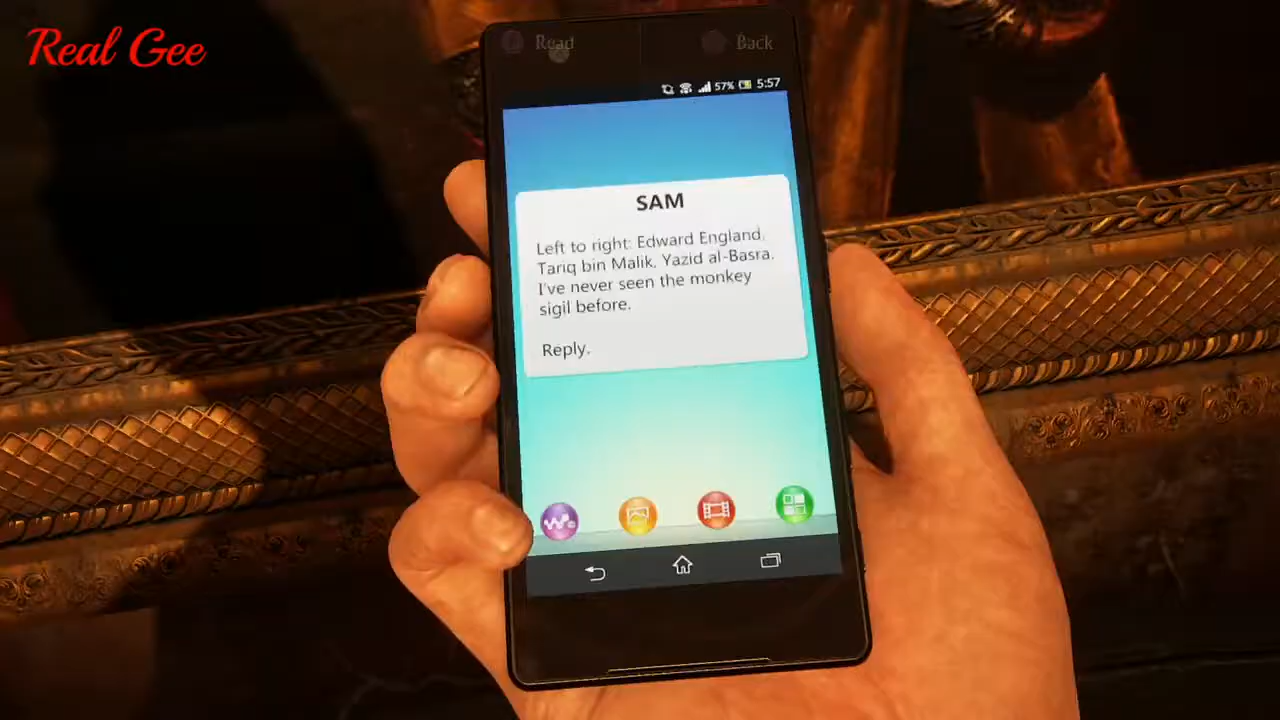 Real Gee
Read Back
57% 5:57
SAM
Left to right: Edward England,
Tariq bin Malik, Yazid al-Basra.
I've never seen the monkey
sigil before.
Reply.